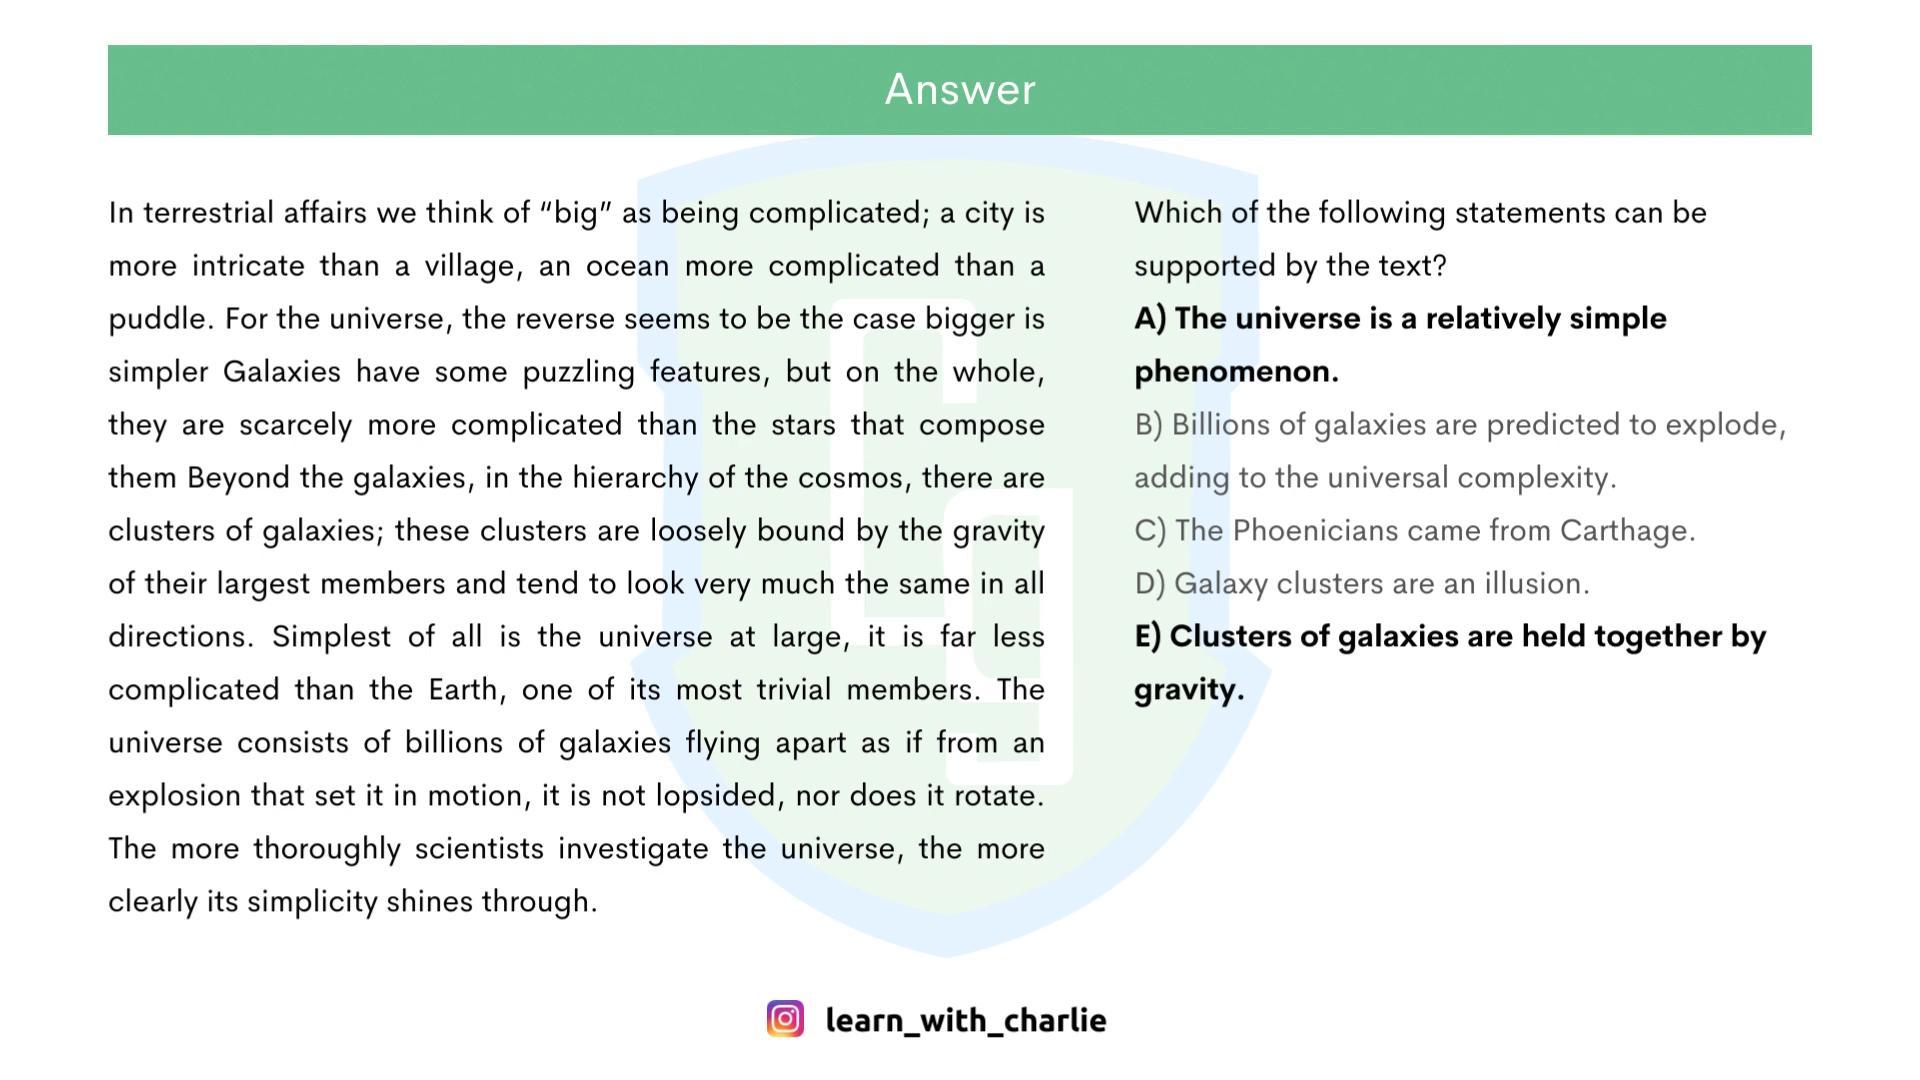 Answer
In terrestrial affairs we think of “big” as being complicated; a city is
more intricate than a village, an ocean more complicated than a
puddle. For the universe, the reverse seems to be the case bigger is
simpler Galaxies have some puzzling features, but on the whole,
they are scarcely more complicated than the stars that compose
them Beyond the galaxies, in the hierarchy of the cosmos, there are
clusters of galaxies; these clusters are loosely bound by the gravity
of their largest members and tend to look very much the same in all
directions. Simplest of all is the universe at large, it is far less
complicated than the Earth, one of its most trivial members. The
universe consists of billions of galaxies flying apart as if from an
explosion that set it in motion, it is not lopsided, nor does it rotate.
The more thoroughly scientists investigate the universe, the more
clearly its simplicity shines through.
Which of the following statements can be
supported by the text?
A) The universe is a relatively simple
phenomenon.
B) Billions of galaxies are predicted to explode,
adding to the universal complexity.
C) The Phoenicians came from Carthage.
D) Galaxy clusters are an illusion.
E) Clusters of galaxies are held together by
gravity.
learn_with_charlie